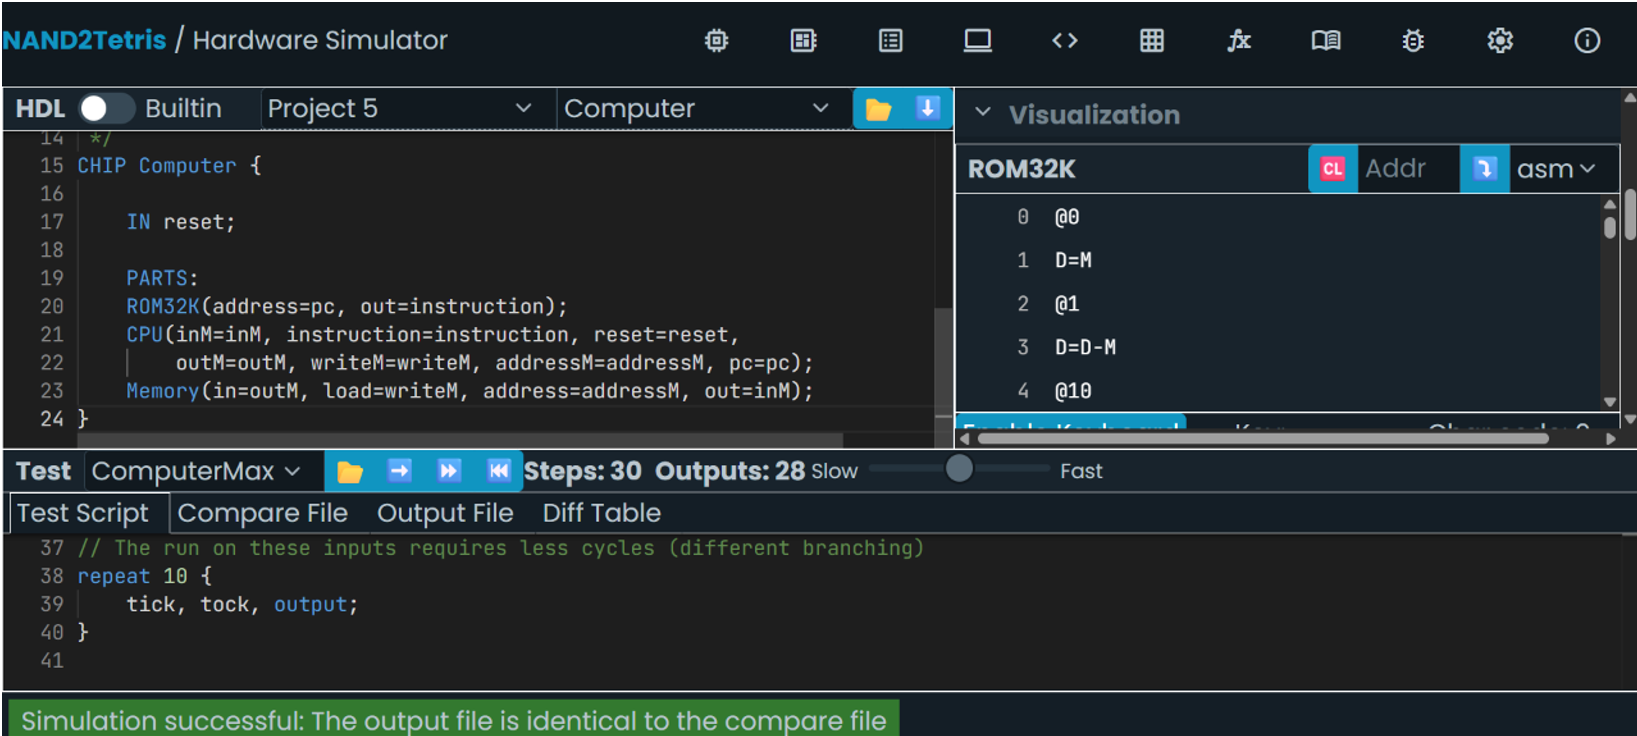 NAND2Tetris / Hardware Simulator
HDL Builtin Project 5 Computer
14 */
15 CHIP Computer {
16
17 IN reset;
18
19 PARTS:
20 ROM32K(address=pc, out=instruction);
21 CPU(inM=inM, instruction=instruction, reset=reset,
22 outM=outM, writeM=writeM, addressM=addressM, pc=pc);
23 Memory(in=outM, load=writeM, address=addressM, out=inM);
24 }
Visualization
ROM32K CL Addr asm
0 @0
1 D=M
2 @1
3 D=D-M
4 @10
Enable Keyboard
Test ComputerMax Steps: 30 Outputs: 28 Slow Fast
Test Script Compare File Output File Diff Table
37 // The run on these inputs requires less cycles (different branching)
38 repeat 10 {
39 tick, tock, output;
40 }
41
Simulation successful: The output file is identical to the compare file